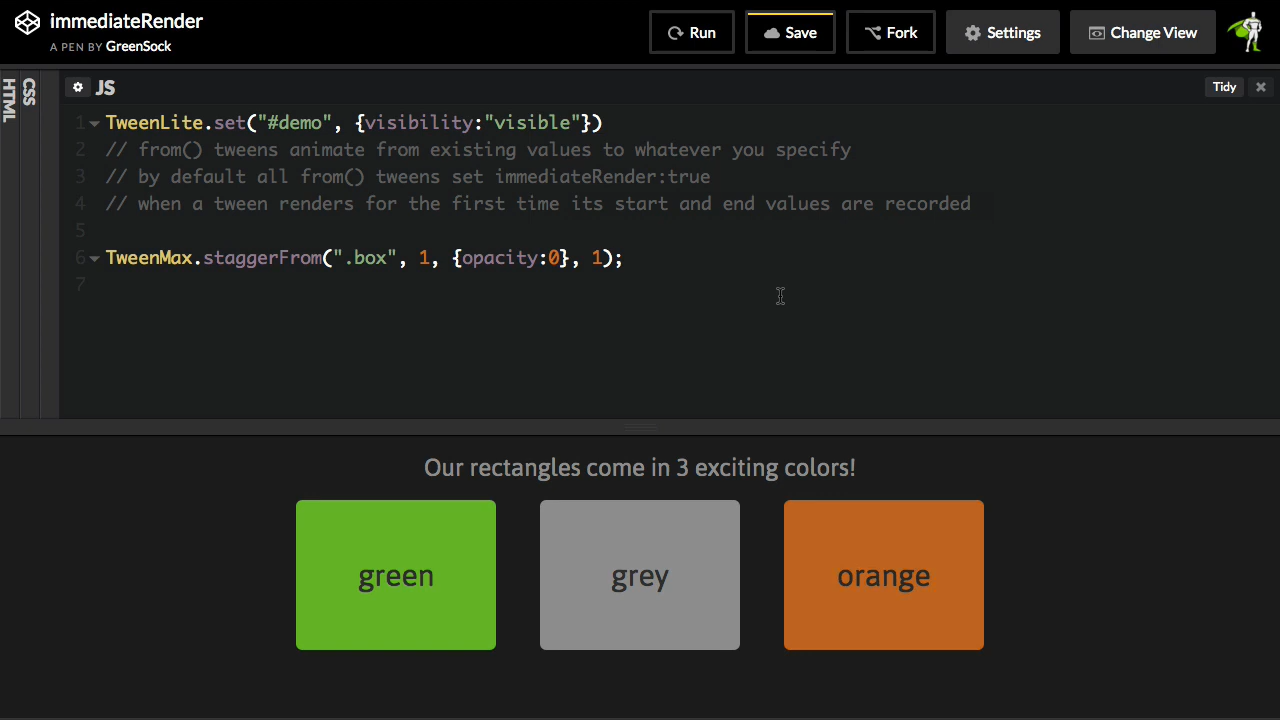 immediateRender
A PEN BY GreenSock
Run
Save
Fork
Settings
Change View
HTML
CSS
JS
Tidy
1 TweenLite.set("#demo", {visibility:"visible"})
2 // from() tweens animate from existing values to whatever you specify
3 // by default all from() tweens set immediateRender:true
4 // when a tween renders for the first time its start and end values are recorded
5
6 TweenMax.staggerFrom(".box", 1, {opacity:0}, 1);
7
Our rectangles come in 3 exciting colors!
green
grey
orange